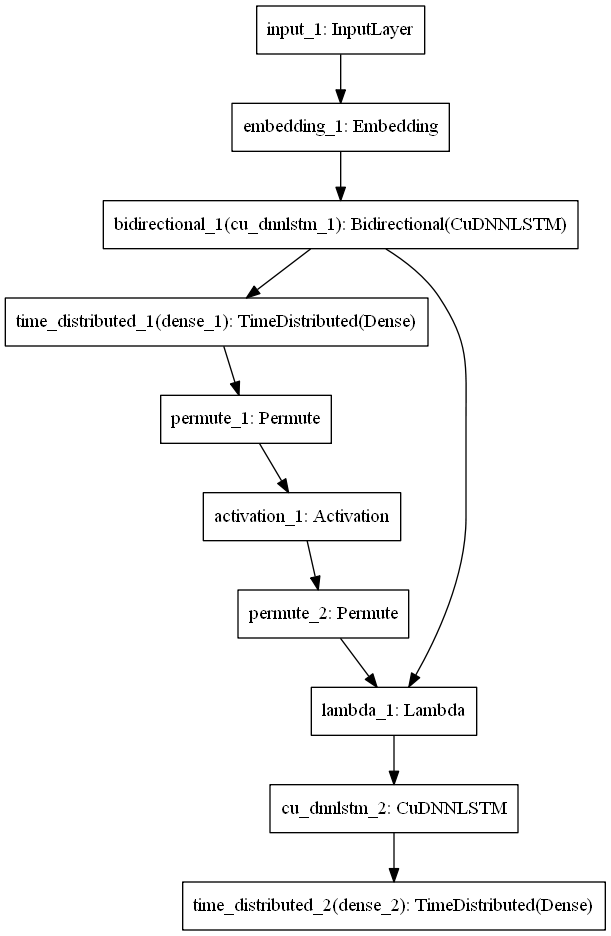 input_1: InputLayer
embedding_1: Embedding
bidirectional_1(cu_dnnlstm_1): Bidirectional(CuDNNLSTM)
time_distributed_1(dense_1): TimeDistributed(Dense)
permute_1: Permute
activation_1: Activation
permute_2: Permute
lambda_1: Lambda
cu_dnnlstm_2: CuDNNLSTM
time_distributed_2(dense_2): TimeDistributed(Dense)